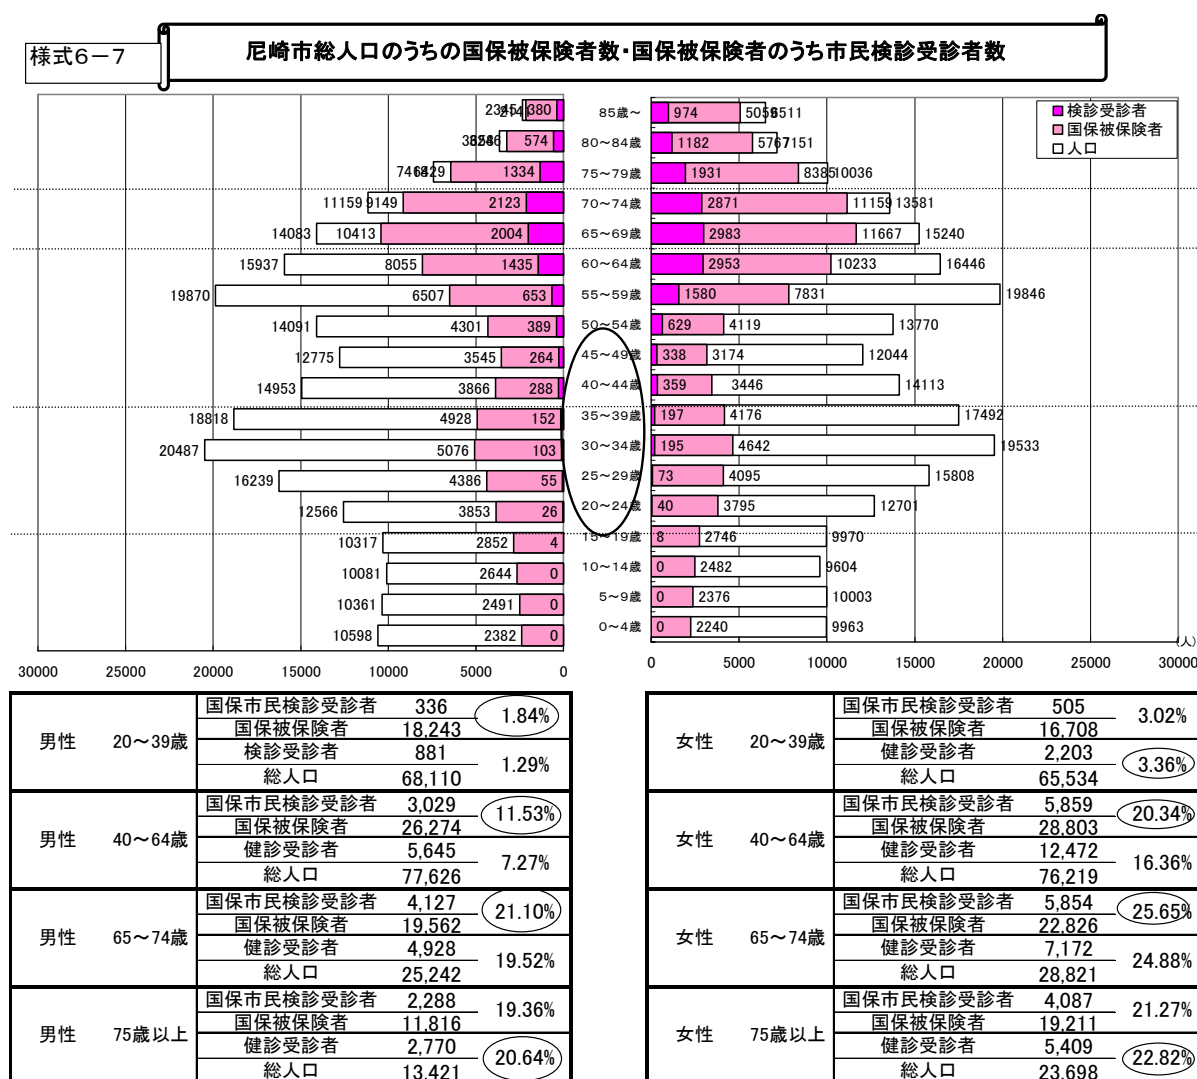 様式６－７
尼崎市総人口のうちの国保被保険者数・国保被保険者のうち市民検診受診者数
検診受診者
国保被保険者
人口
2345 380 85歳～ 974 5059 6511
574 80～84歳 1182 5767 7151
7418 6429 1334 75～79歳 1931 8385 10036
11159 9149 2123 70～74歳 2871 11159 13581
14083 10413 2004 65～69歳 2983 11667 15240
15937 8055 1435 60～64歳 2953 10233 16446
19870 6507 653 55～59歳 1580 7831 19846
14091 4301 389 50～54歳 629 4119 13770
12775 3545 264 45～49歳 338 3174 12044
14953 3866 288 40～44歳 359 3446 14113
18818 4928 152 35～39歳 197 4176 17492
20487 5076 103 30～34歳 195 4642 19533
16239 4386 55 25～29歳 73 4095 15808
12566 3853 26 20～24歳 40 3795 12701
10317 2852 4 15～19歳 8 2746 9970
10081 2644 0 10～14歳 0 2482 9604
10361 2491 0 5～9歳 0 2376 10003
10598 2382 0 0～4歳 0 2240 9963
(人)
30000 25000 20000 15000 10000 5000 0 0 5000 10000 15000 20000 25000 30000
男性 20～39歳
国保市民検診受診者 336 1.84%
国保被保険者 18,243
検診受診者 881 1.29%
総人口 68,110
男性 40～64歳
国保市民検診受診者 3,029 11.53%
国保被保険者 26,274
健診受診者 5,645 7.27%
総人口 77,626
男性 65～74歳
国保市民検診受診者 4,127 21.10%
国保被保険者 19,562
健診受診者 4,928 19.52%
総人口 25,242
男性 75歳以上
国保市民検診受診者 2,288 19.36%
国保被保険者 11,816
健診受診者 2,770 20.64%
総人口 13,421
女性 20～39歳
国保市民検診受診者 505 3.02%
国保被保険者 16,708
健診受診者 2,203 3.36%
総人口 65,534
女性 40～64歳
国保市民検診受診者 5,859 20.34%
国保被保険者 28,803
健診受診者 12,472 16.36%
総人口 76,219
女性 65～74歳
国保市民検診受診者 5,854 25.65%
国保被保険者 22,826
健診受診者 7,172 24.88%
総人口 28,821
女性 75歳以上
国保市民検診受診者 4,087 21.27%
国保被保険者 19,211
健診受診者 5,409 22.82%
総人口 23,698